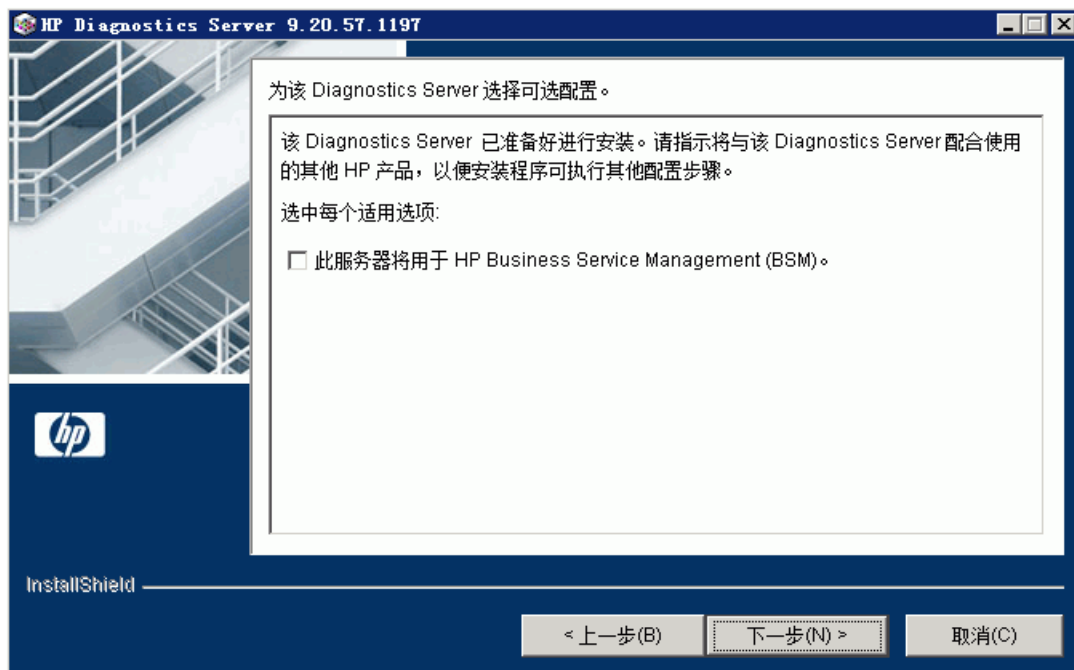 HP Diagnostics Server 9.20.57.1197
为该 Diagnostics Server 选择可选配置。
该 Diagnostics Server 已准备好进行安装。请指示将与该 Diagnostics Server 配合使用
的其他 HP 产品，以便安装程序可执行其他配置步骤。
选中每个适用选项:
此服务器将用于 HP Business Service Management (BSM)。
hp
InstallShield
<上一步(B)
下一步(N) >
取消(C)